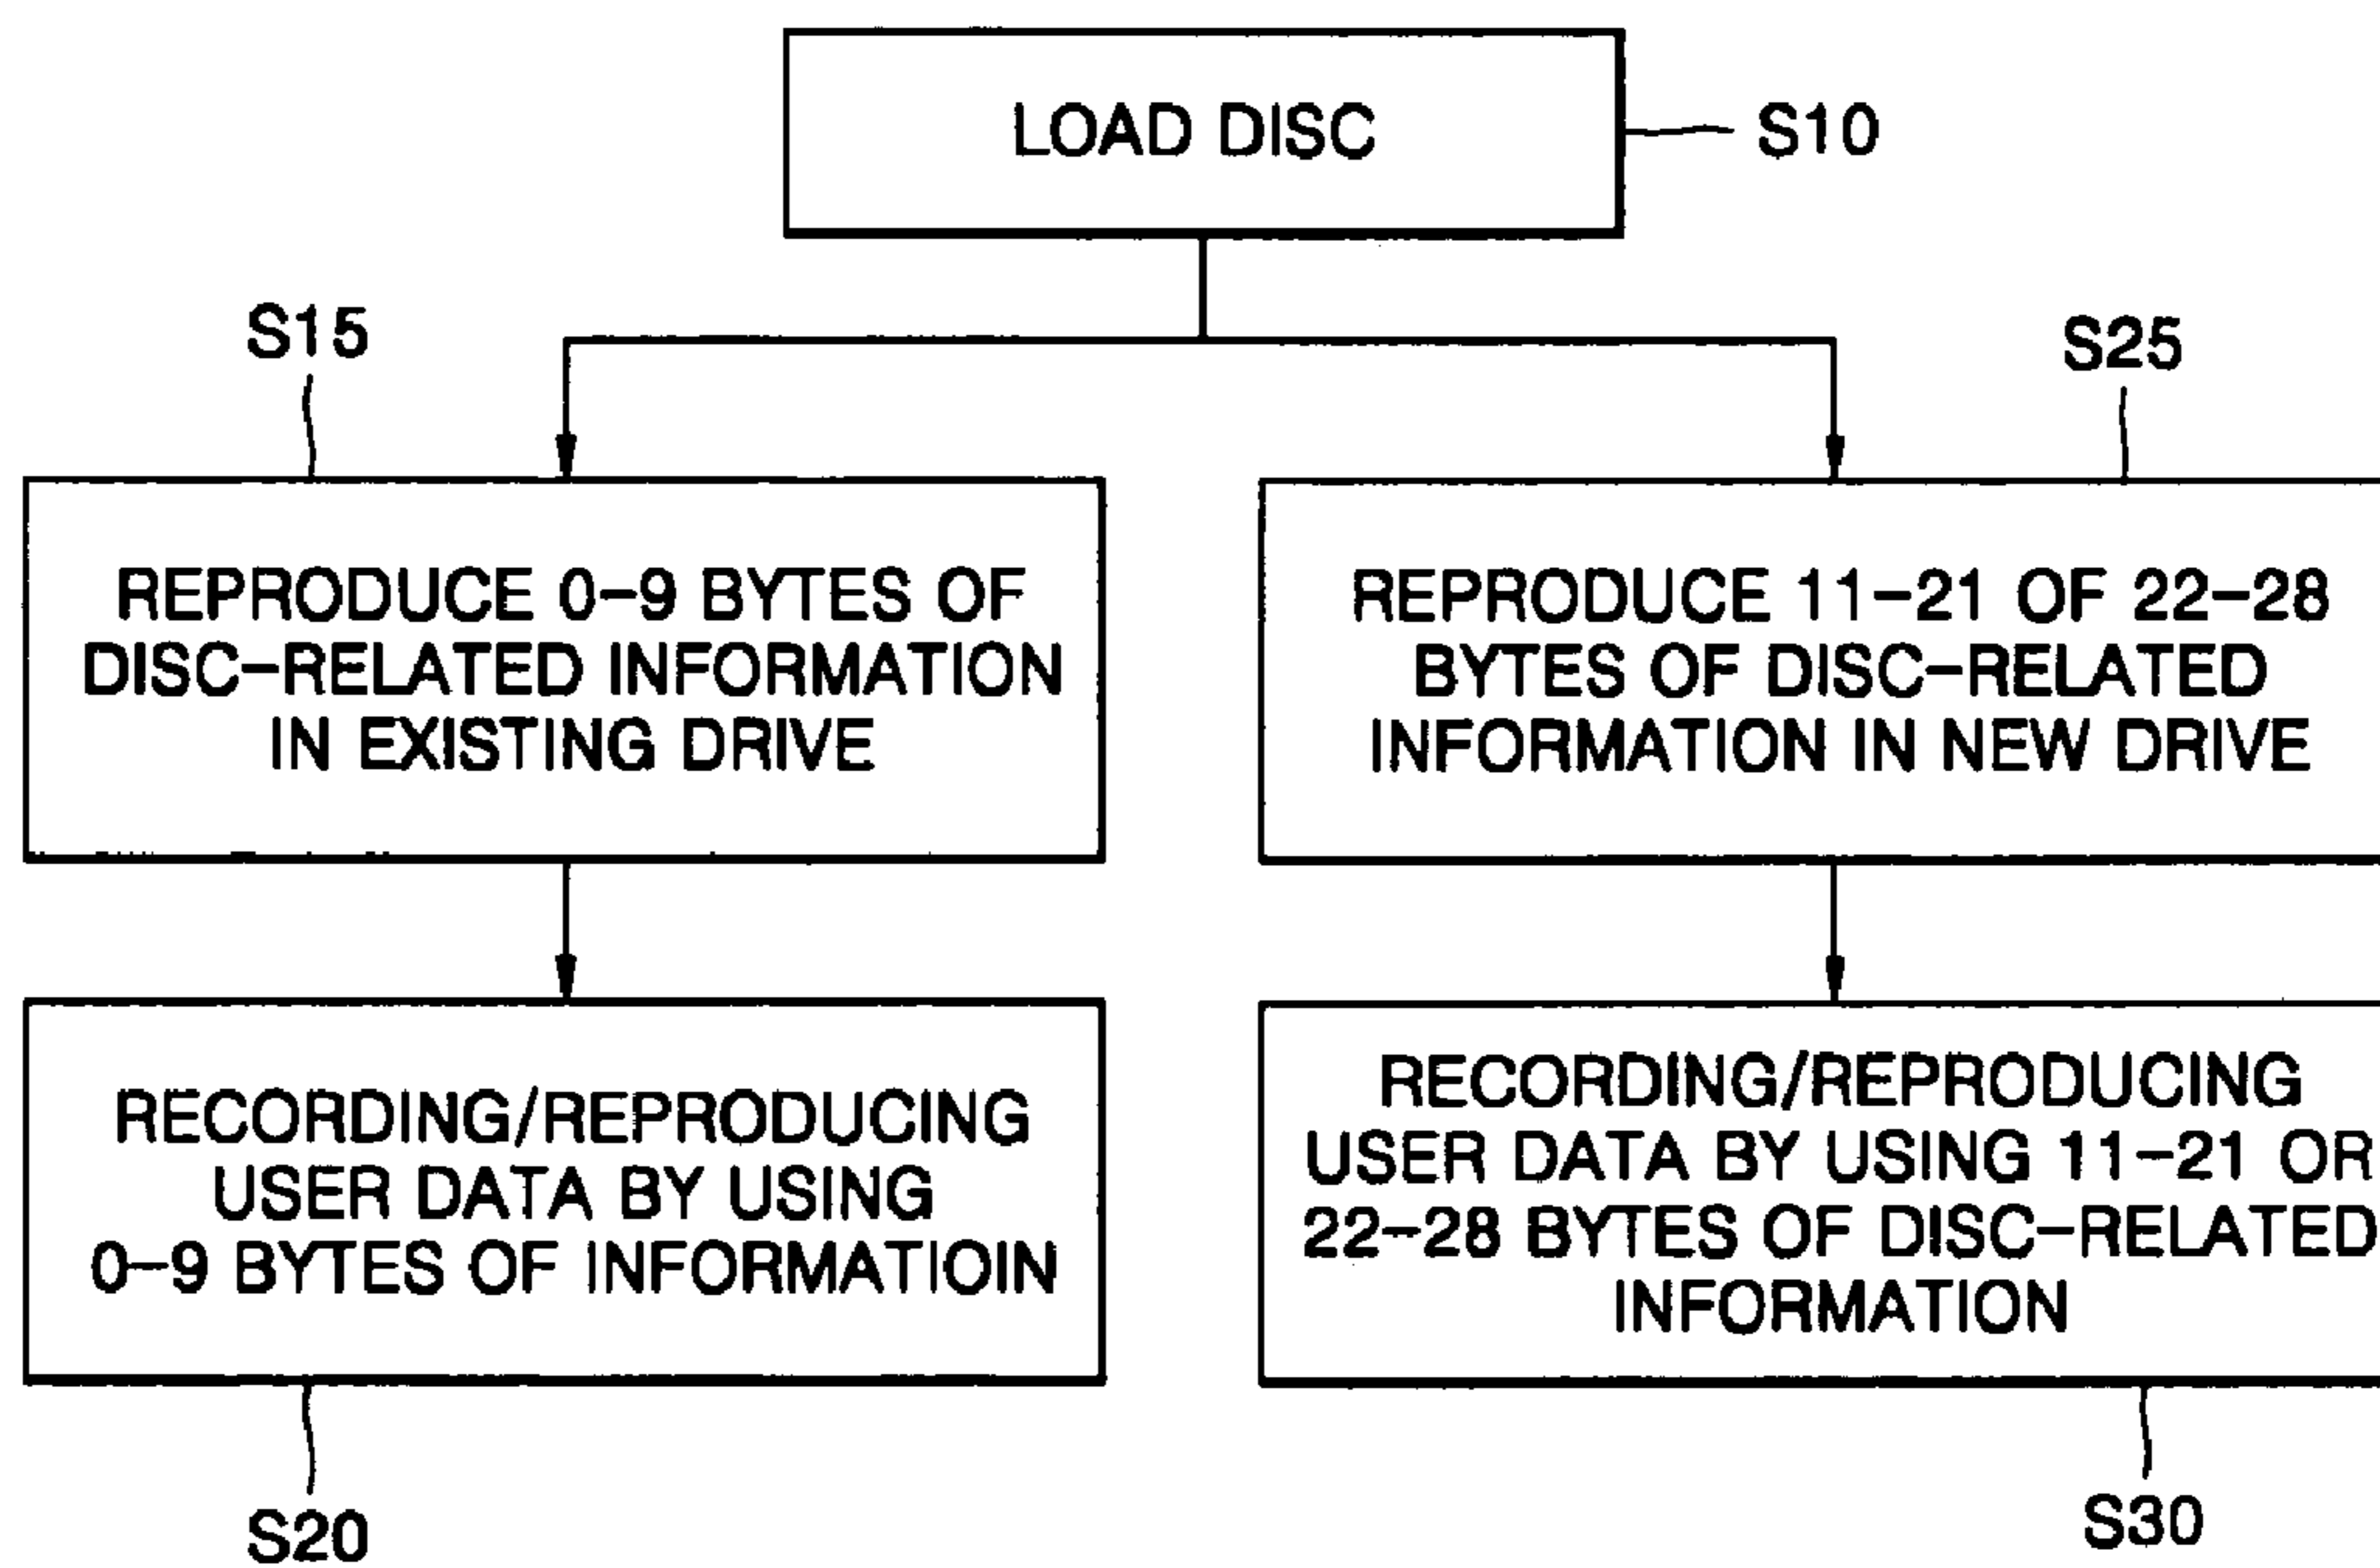 LOAD DISC
S10
S15
S25
REPRODUCE 0-9 BYTES OF
DISC-RELATED INFORMATION
IN EXISTING DRIVE
REPRODUCE 11-21 OF 22-28
BYTES OF DISC-RELATED
INFORMATION IN NEW DRIVE
RECORDING/REPRODUCING
USER DATA BY USING
0-9 BYTES OF INFORMATIOIN
RECORDING/REPRODUCING
USER DATA BY USING 11-21 OR
22-28 BYTES OF DISC-RELATED
INFORMATION
S20
S30